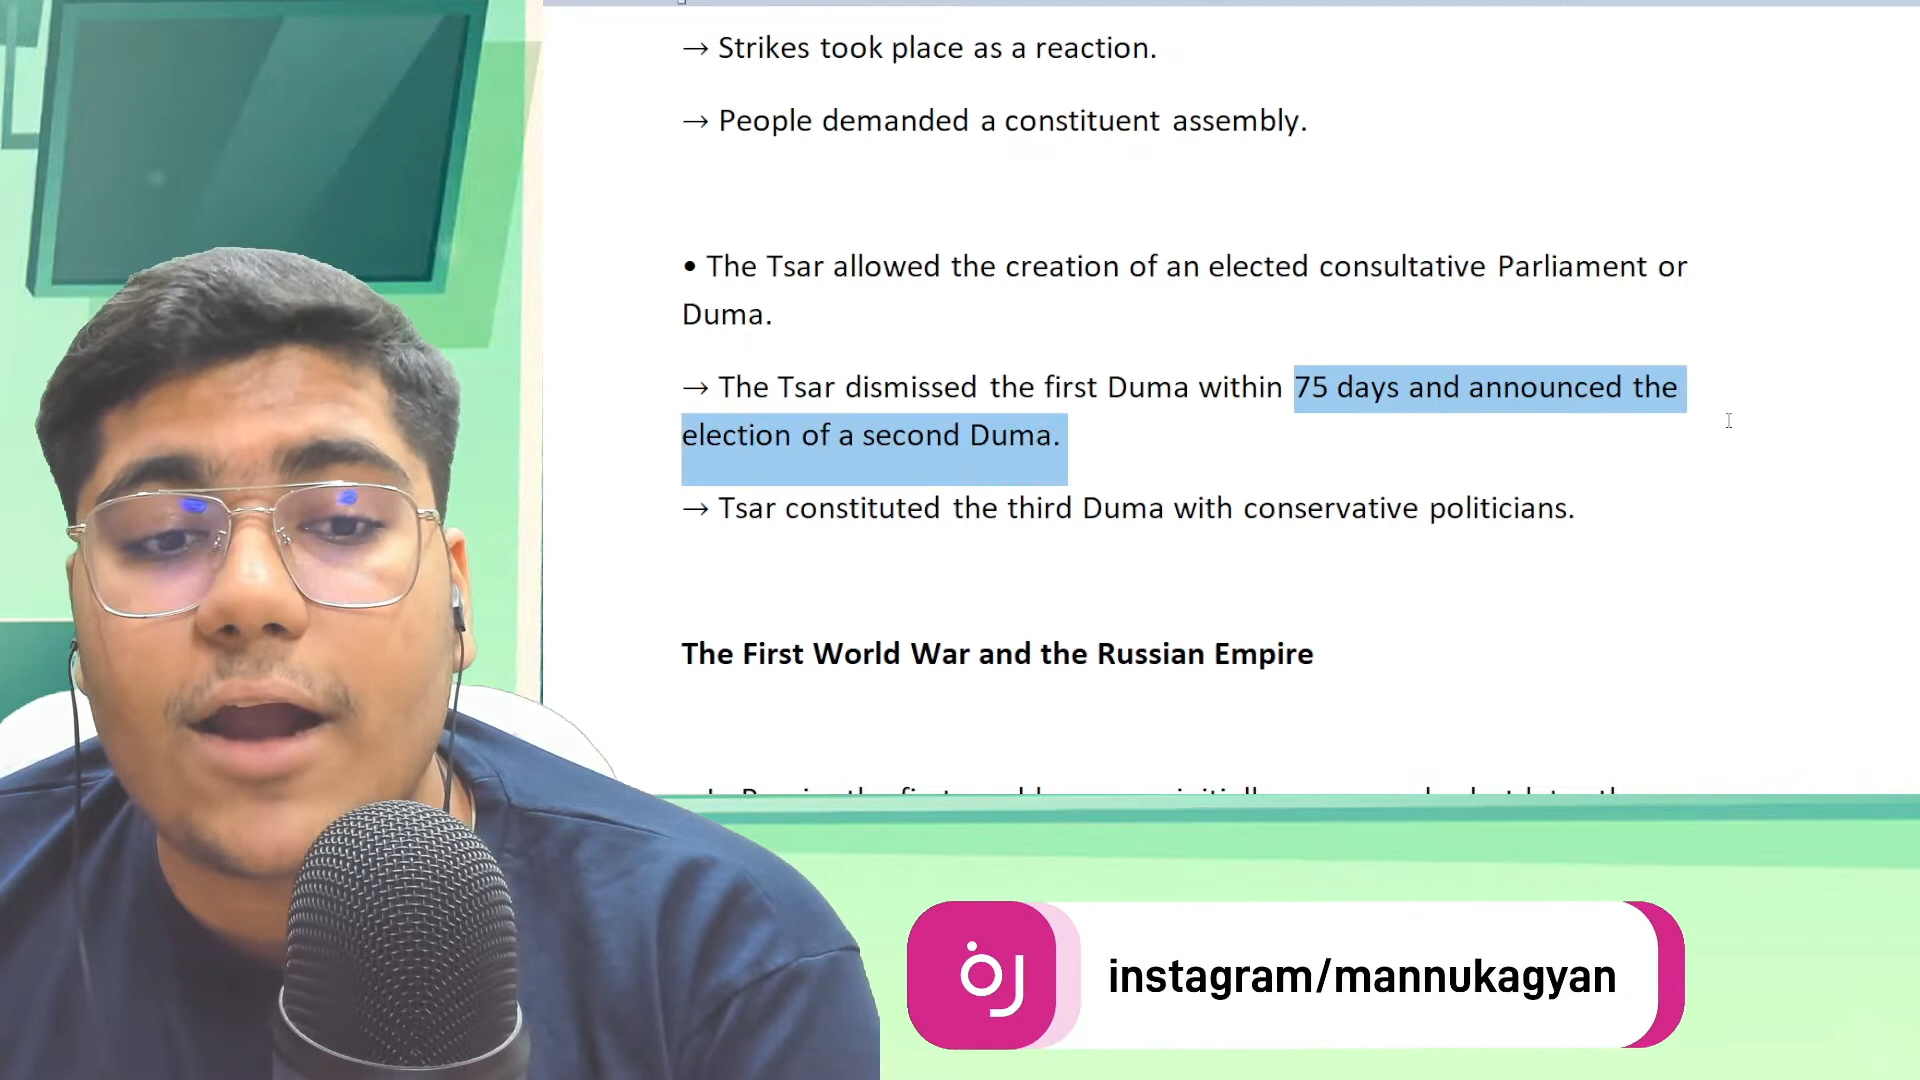 → Strikes took place as a reaction.
→ People demanded a constituent assembly.
• The Tsar allowed the creation of an elected consultative Parliament or
Duma.
→ The Tsar dismissed the first Duma within 75 days and announced the
election of a second Duma.
→ Tsar constituted the third Duma with conservative politicians.
The First World War and the Russian Empire
instagram/mannukagyan